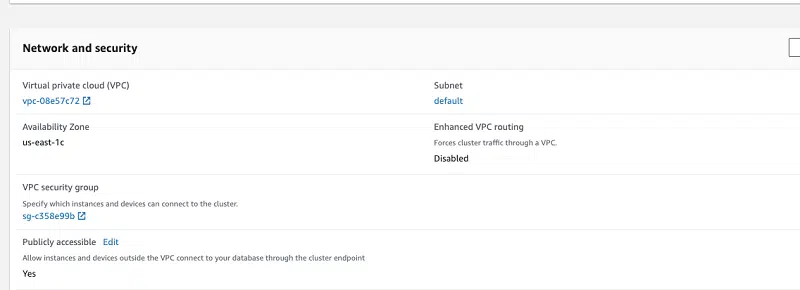 Network and security
Virtual private cloud (VPC)
vpc-08e57c72
Subnet
default
Availability Zone
us-east-1c
Enhanced VPC routing
Forces cluster traffic through a VPC.
Disabled
VPC security group
Specify which instances and devices can connect to the cluster.
sg-c358e99b
Publicly accessible Edit
Allow instances and devices outside the VPC connect to your database through the cluster endpoint
Yes